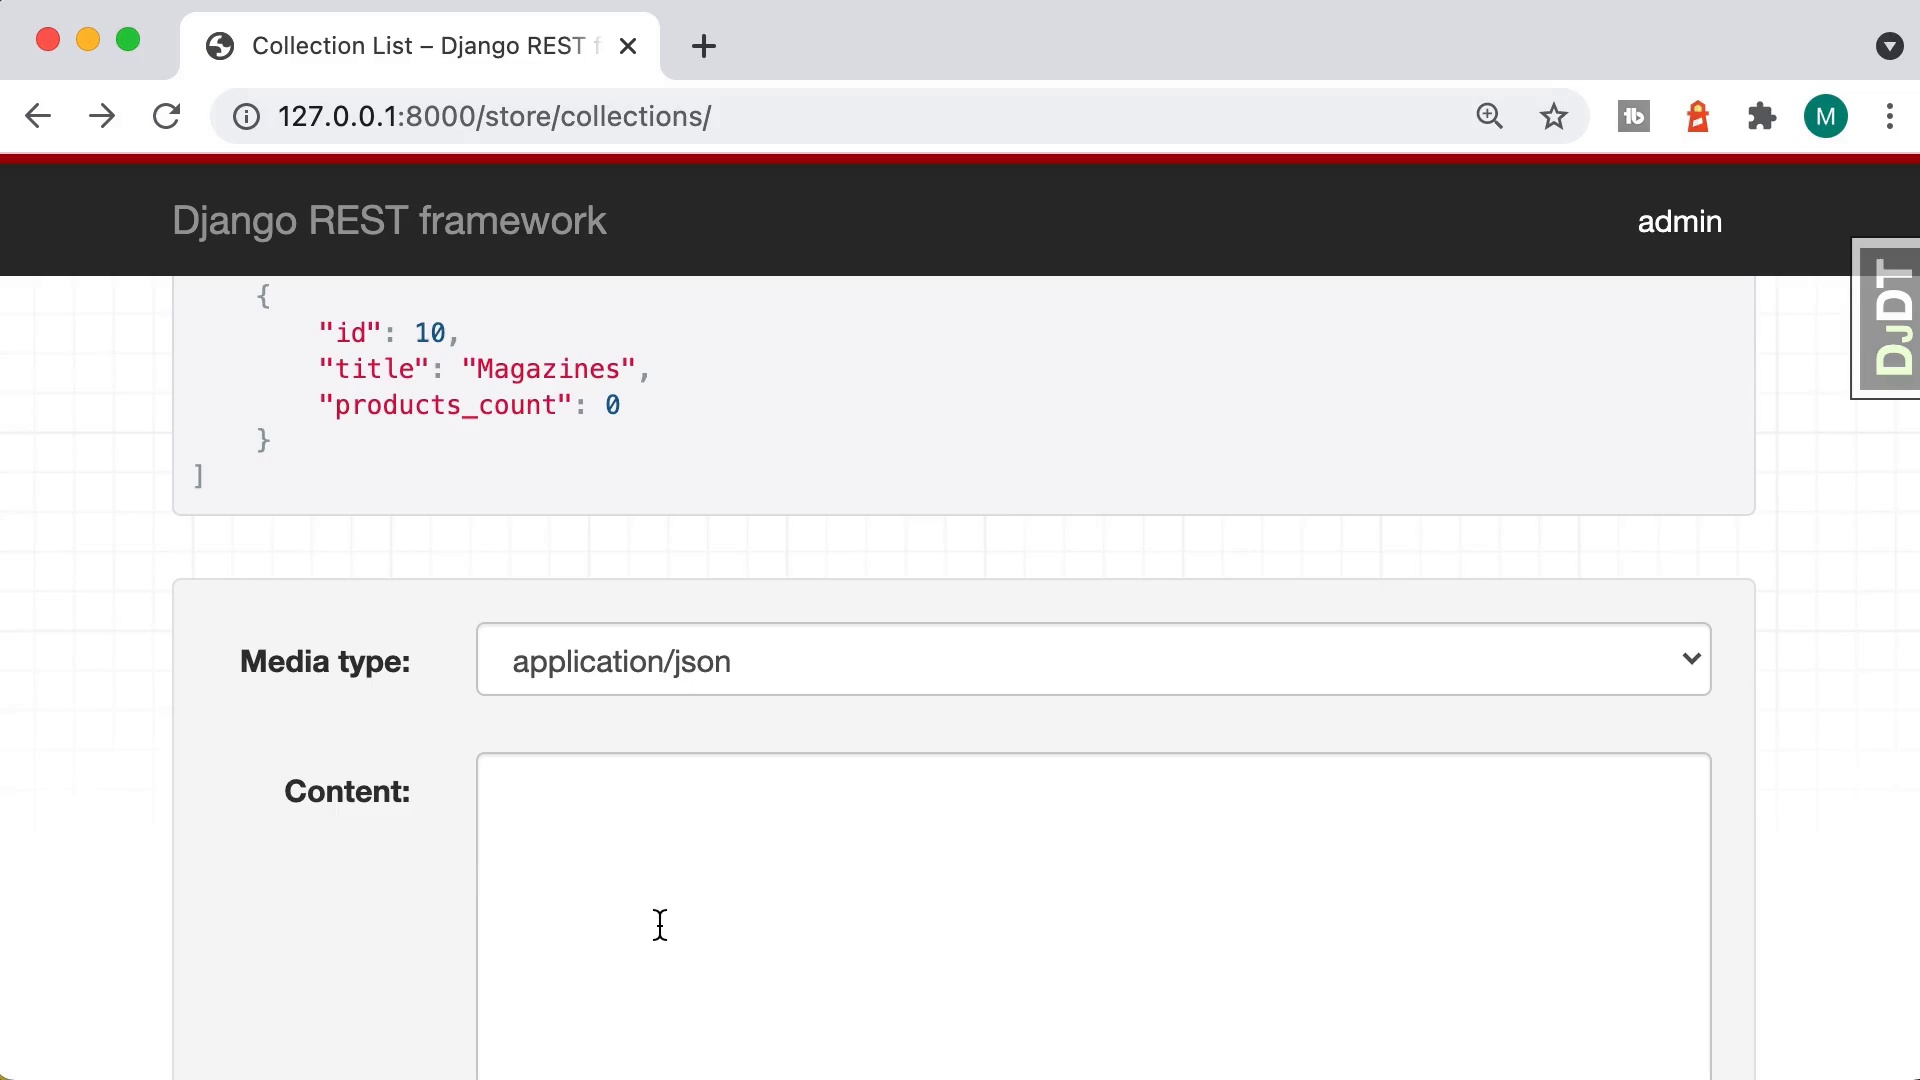 Collection List – Django REST f
127.0.0.1:8000/store/collections/
M
Django REST framework
admin
DJDT
{
"id": 10,
"title": "Magazines",
"products_count": 0
}
]
Media type:
application/json
Content: